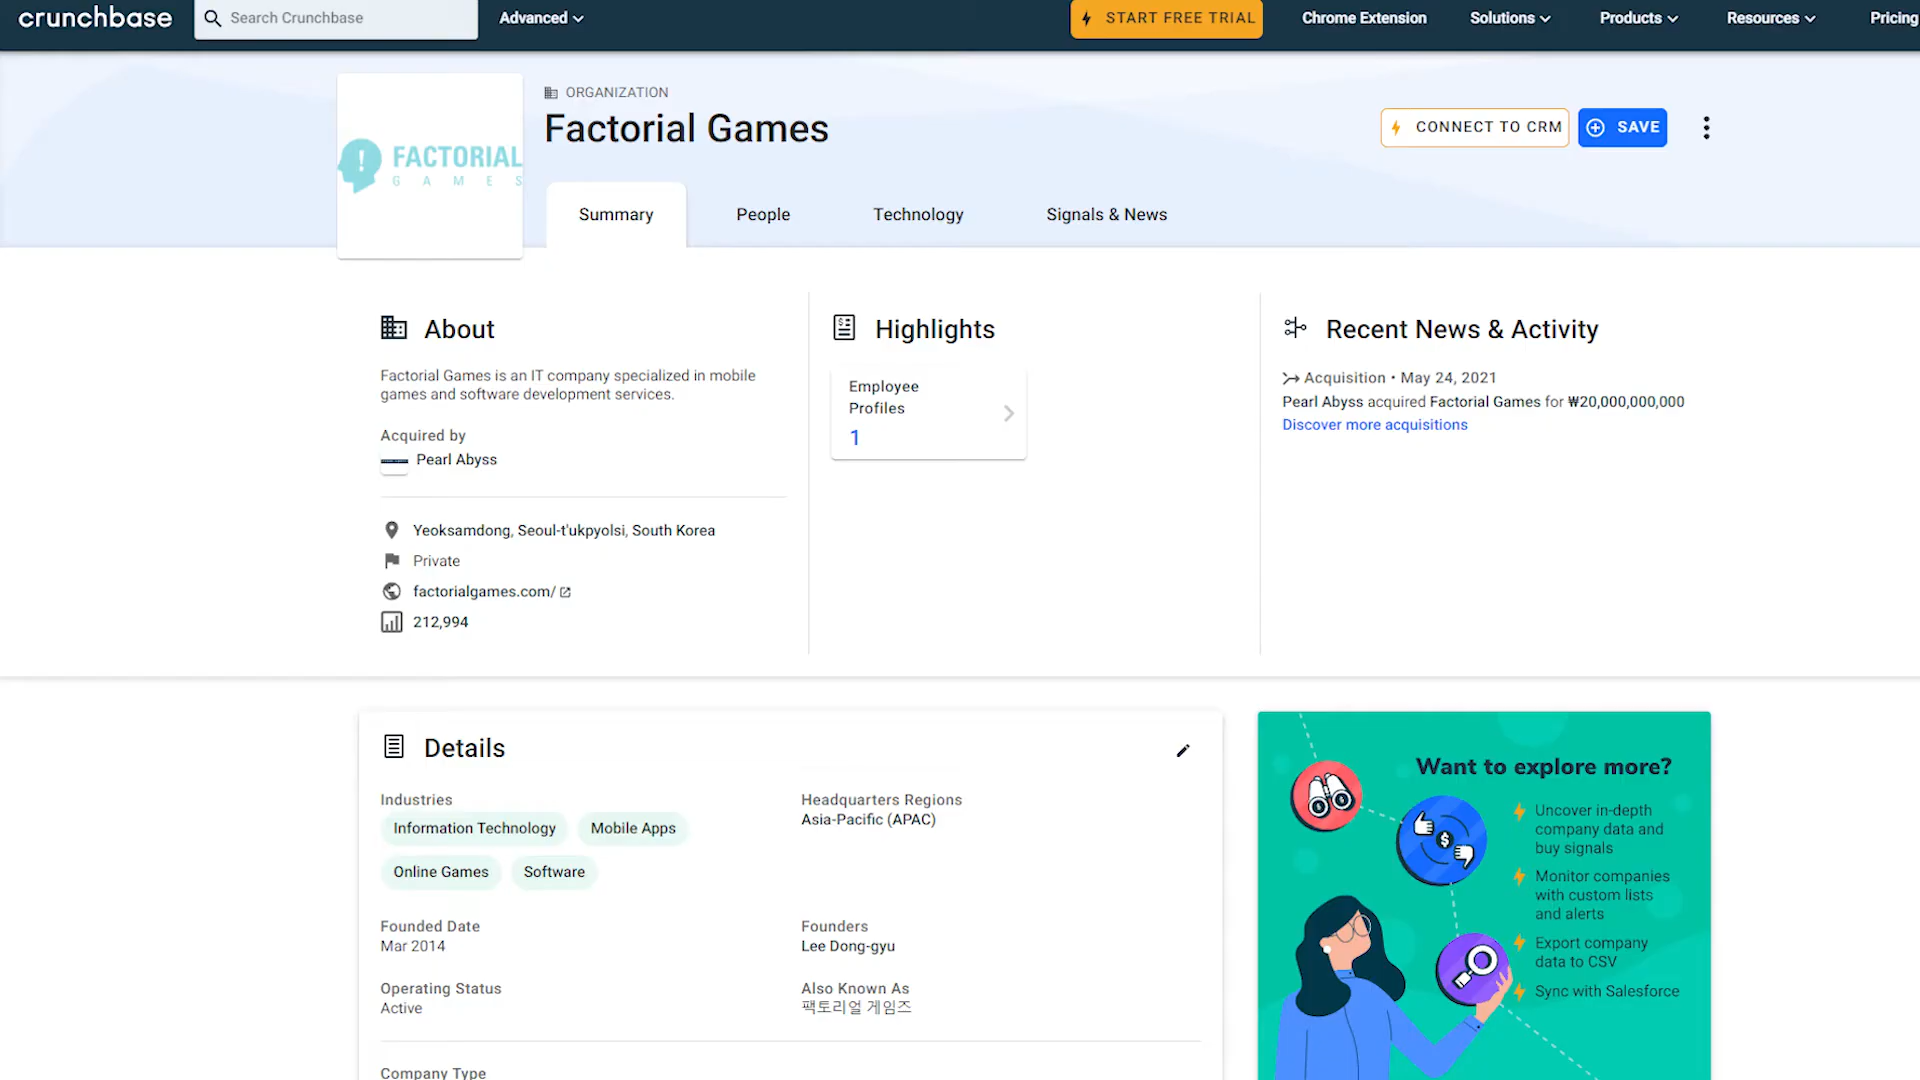 crunchbase
Search Crunchbase
Advanced
START FREE TRIAL
Chrome Extension
Solutions
Products
Resources
Pricing
FACTORIAL
GAMES
ORGANIZATION
Factorial Games
CONNECT TO CRM
SAVE
Summary
People
Technology
Signals & News
About
Factorial Games is an IT company specialized in mobile
games and software development services.
Acquired by
Pearl Abyss
Yeoksamdong, Seoul-t'ukpyolsi, South Korea
Private
factorialgames.com/
212,994
Highlights
Employee
Profiles
1
Recent News & Activity
Acquisition • May 24, 2021
Pearl Abyss acquired Factorial Games for ₩20,000,000,000
Discover more acquisitions
Details
Industries
Information Technology
Mobile Apps
Online Games
Software
Headquarters Regions
Asia-Pacific (APAC)
Founded Date
Mar 2014
Founders
Lee Dong-gyu
Operating Status
Active
Also Known As
팩토리얼 게임즈
Company Type
Want to explore more?
Uncover in-depth
company data and
buy signals
Monitor companies
with custom lists
and alerts
Export company
data to CSV
Sync with Salesforce